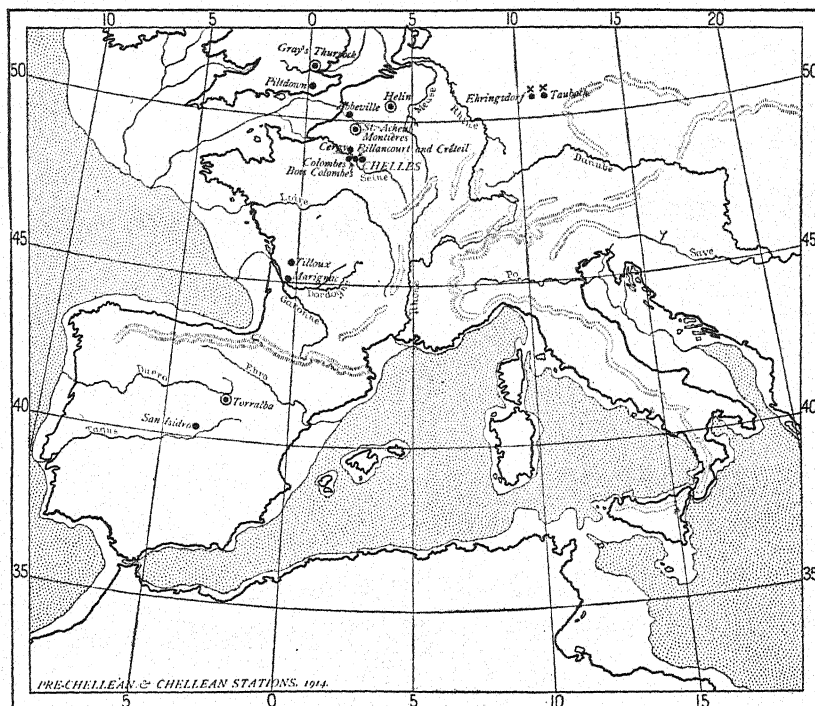 10 5 0 5 10 15 20
Gray's Thurrock
50 50
Piltdown
Helin
Ehringsdorf Taubach
Abbeville
Meuse
Rhine
St. Acheul
Montières
Cergy Billancourt and Créteil
Colombes CHELLES
Bois Colombes
Seine
Danube
Loire
45 45
Save
Tilloux
Po
Marignac
Dordogne
Rhone
Garonne
Ebro
Duero
40 40
Torralba
San Isidro
Tagus
35 35
PRE-CHELLEAN & CHELLEAN STATIONS, 1914.
5 0 5 10 15